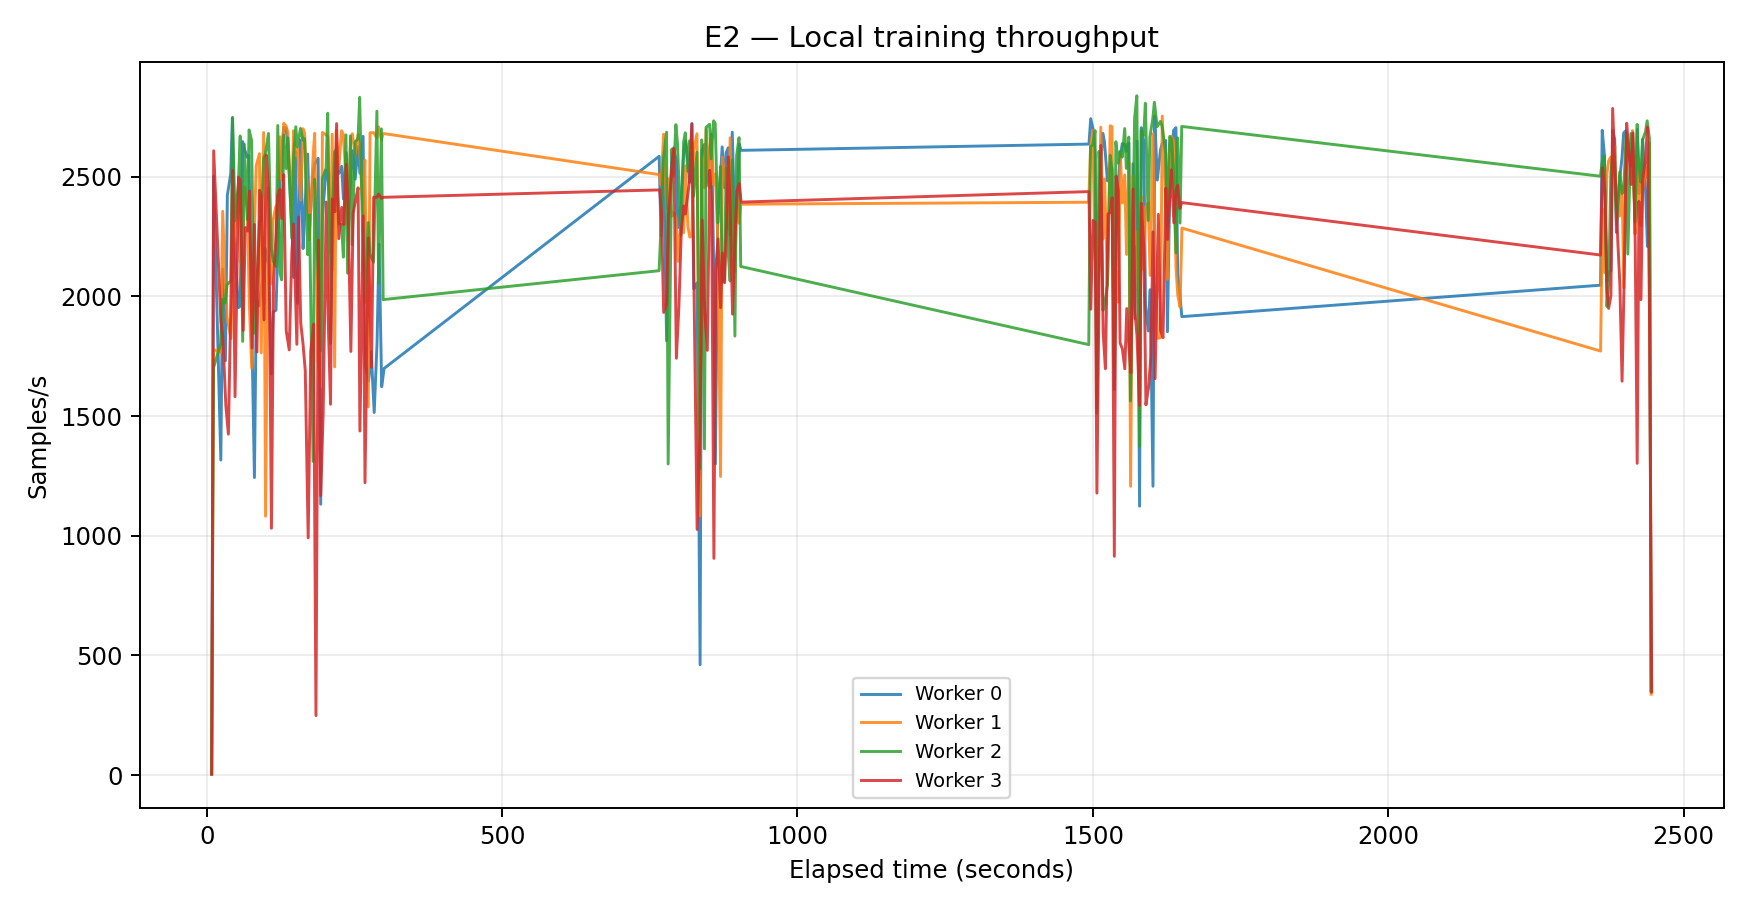 E2 — Local training throughput
Samples/s
2500
2000
1500
1000
500
0
Worker 0
Worker 1
Worker 2
Worker 3
0 500 1000 1500 2000 2500
Elapsed time (seconds)